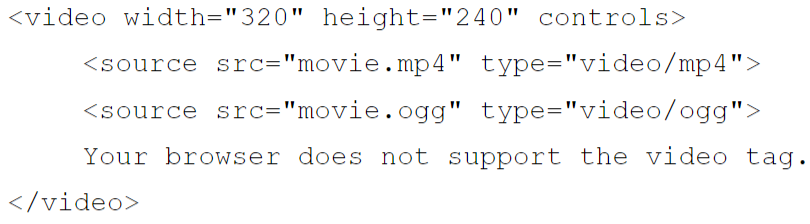 <video width="320" height="240" controls>
<source src="movie.mp4" type="video/mp4">
<source src="movie.ogg" type="video/ogg">
Your browser does not support the video tag.
</video>